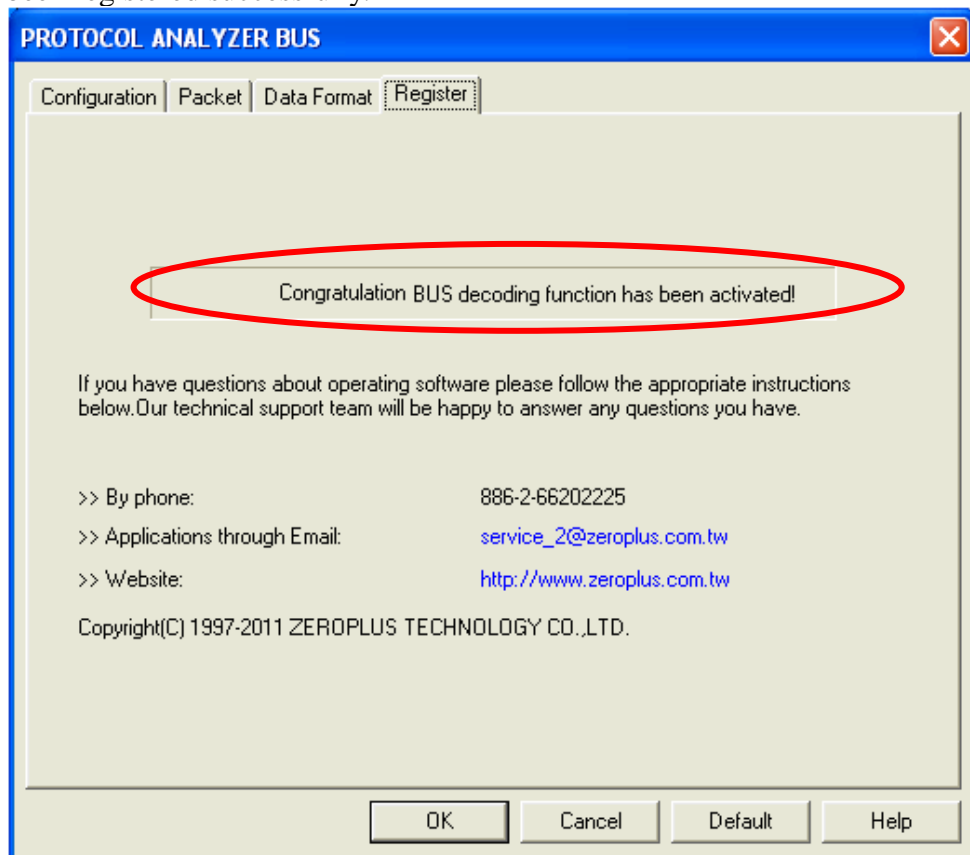 PROTOCOL ANALYZER BUS
Configuration Packet Data Format Register
Congratulation BUS decoding function has been activated!
If you have questions about operating software please follow the appropriate instructions
below.Our technical support team will be happy to answer any questions you have.
>> By phone: 886-2-66202225
>> Applications through Email: service_2@zeroplus.com.tw
>> Website: http://www.zeroplus.com.tw
Copyright(C) 1997-2011 ZEROPLUS TECHNOLOGY CO.,LTD.
OK Cancel Default Help